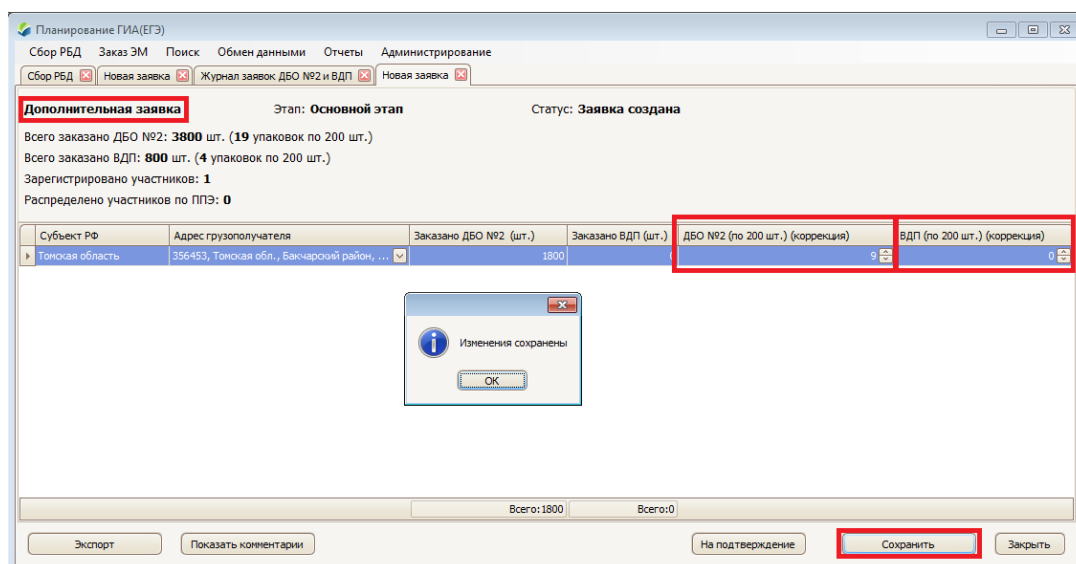 Планирование ГИА(ЕГЭ)
Сбор РБД Заказ ЭМ Поиск Обмен данными Отчеты Администрирование
Сбор РБД Новая заявка Журнал заявок ДБО №2 и ВДП Новая заявка
Дополнительная заявка Этап: Основной этап Статус: Заявка создана
Всего заказано ДБО №2: 3800 шт. (19 упаковок по 200 шт.)
Всего заказано ВДП: 800 шт. (4 упаковок по 200 шт.)
Зарегистрировано участников: 1
Распределено участников по ППЭ: 0
Субъект РФ Адрес грузополучателя Заказано ДБО №2 (шт.) Заказано ВДП (шт.) ДБО №2 (по 200 шт.) (коррекция) ВДП (по 200 шт.) (коррекция)
Томская область 356453, Томская обл., Бакчарский район, ... 1800 0 9 0
Изменения сохранены
OK
Всего:1800 Всего:0
Экспорт Показать комментарии На подтверждение Сохранить Закрыть